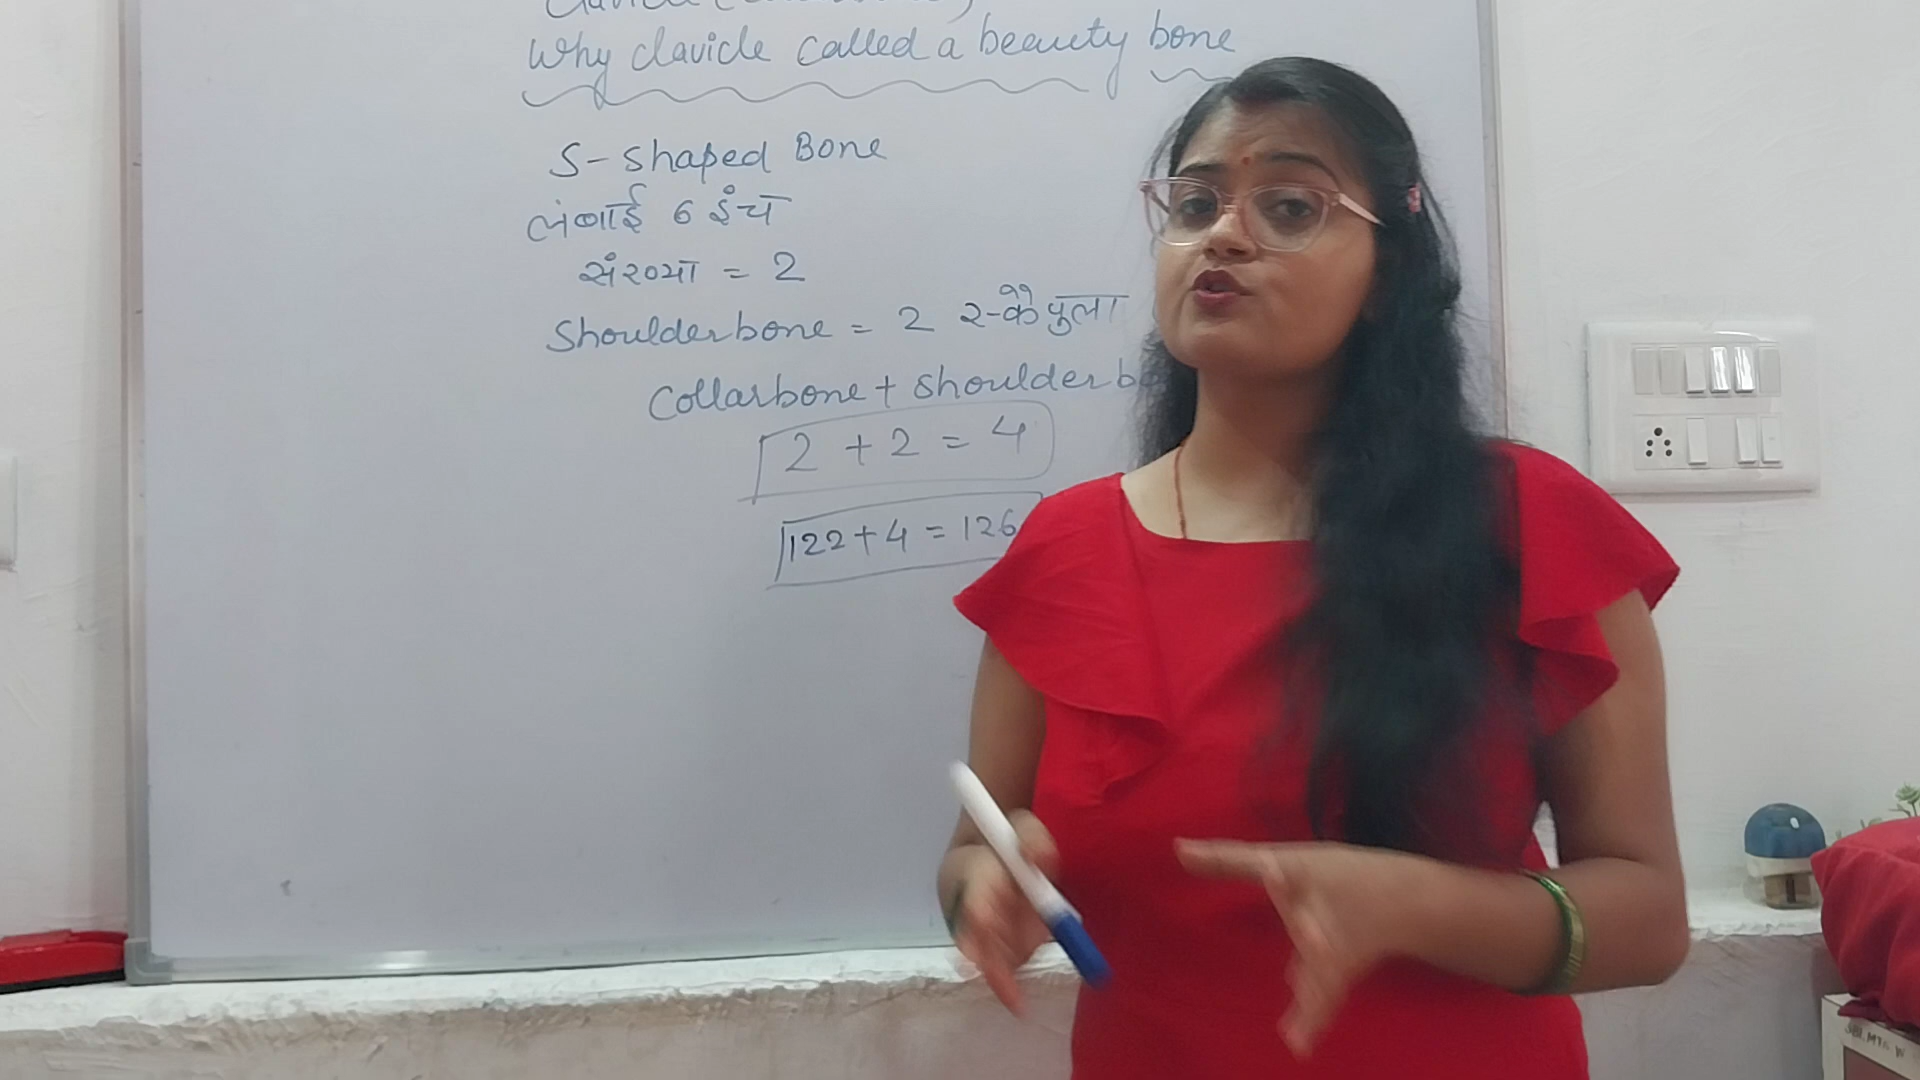 Why clavicle called a beauty bone
S-shaped Bone
लंबाई 6 इंच
संख्या = 2
Shoulderbone = 2 2-स्कैपुला
Collarbone + Shoulder
2 + 2 = 4
122 + 4 = 126